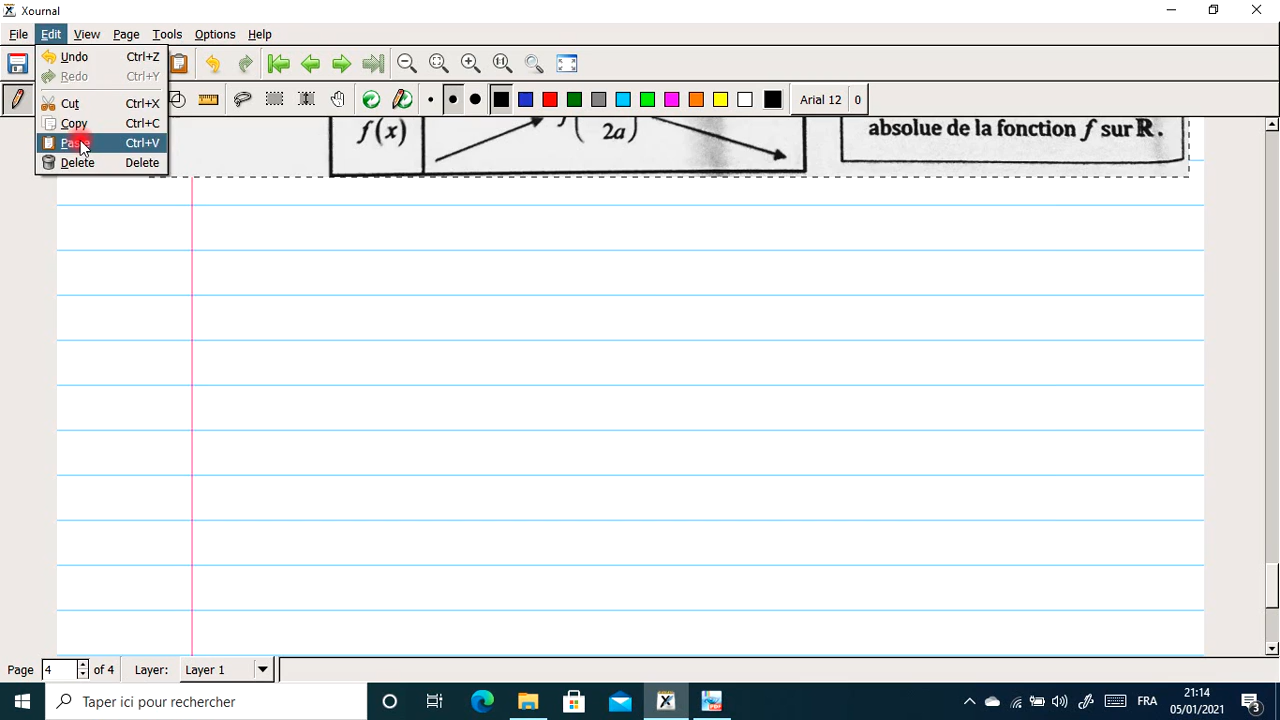 Xournal
File Edit View Page Tools Options Help
Undo Ctrl+Z
Redo Ctrl+Y
Cut Ctrl+X
Copy Ctrl+C
Paste Ctrl+V
Delete Delete
Arial 12 0
f(x)
2a
absolue de la fonction f sur ℝ.
Page 4 of 4 Layer: Layer 1
Taper ici pour rechercher
FRA
21:14
05/01/2021
3